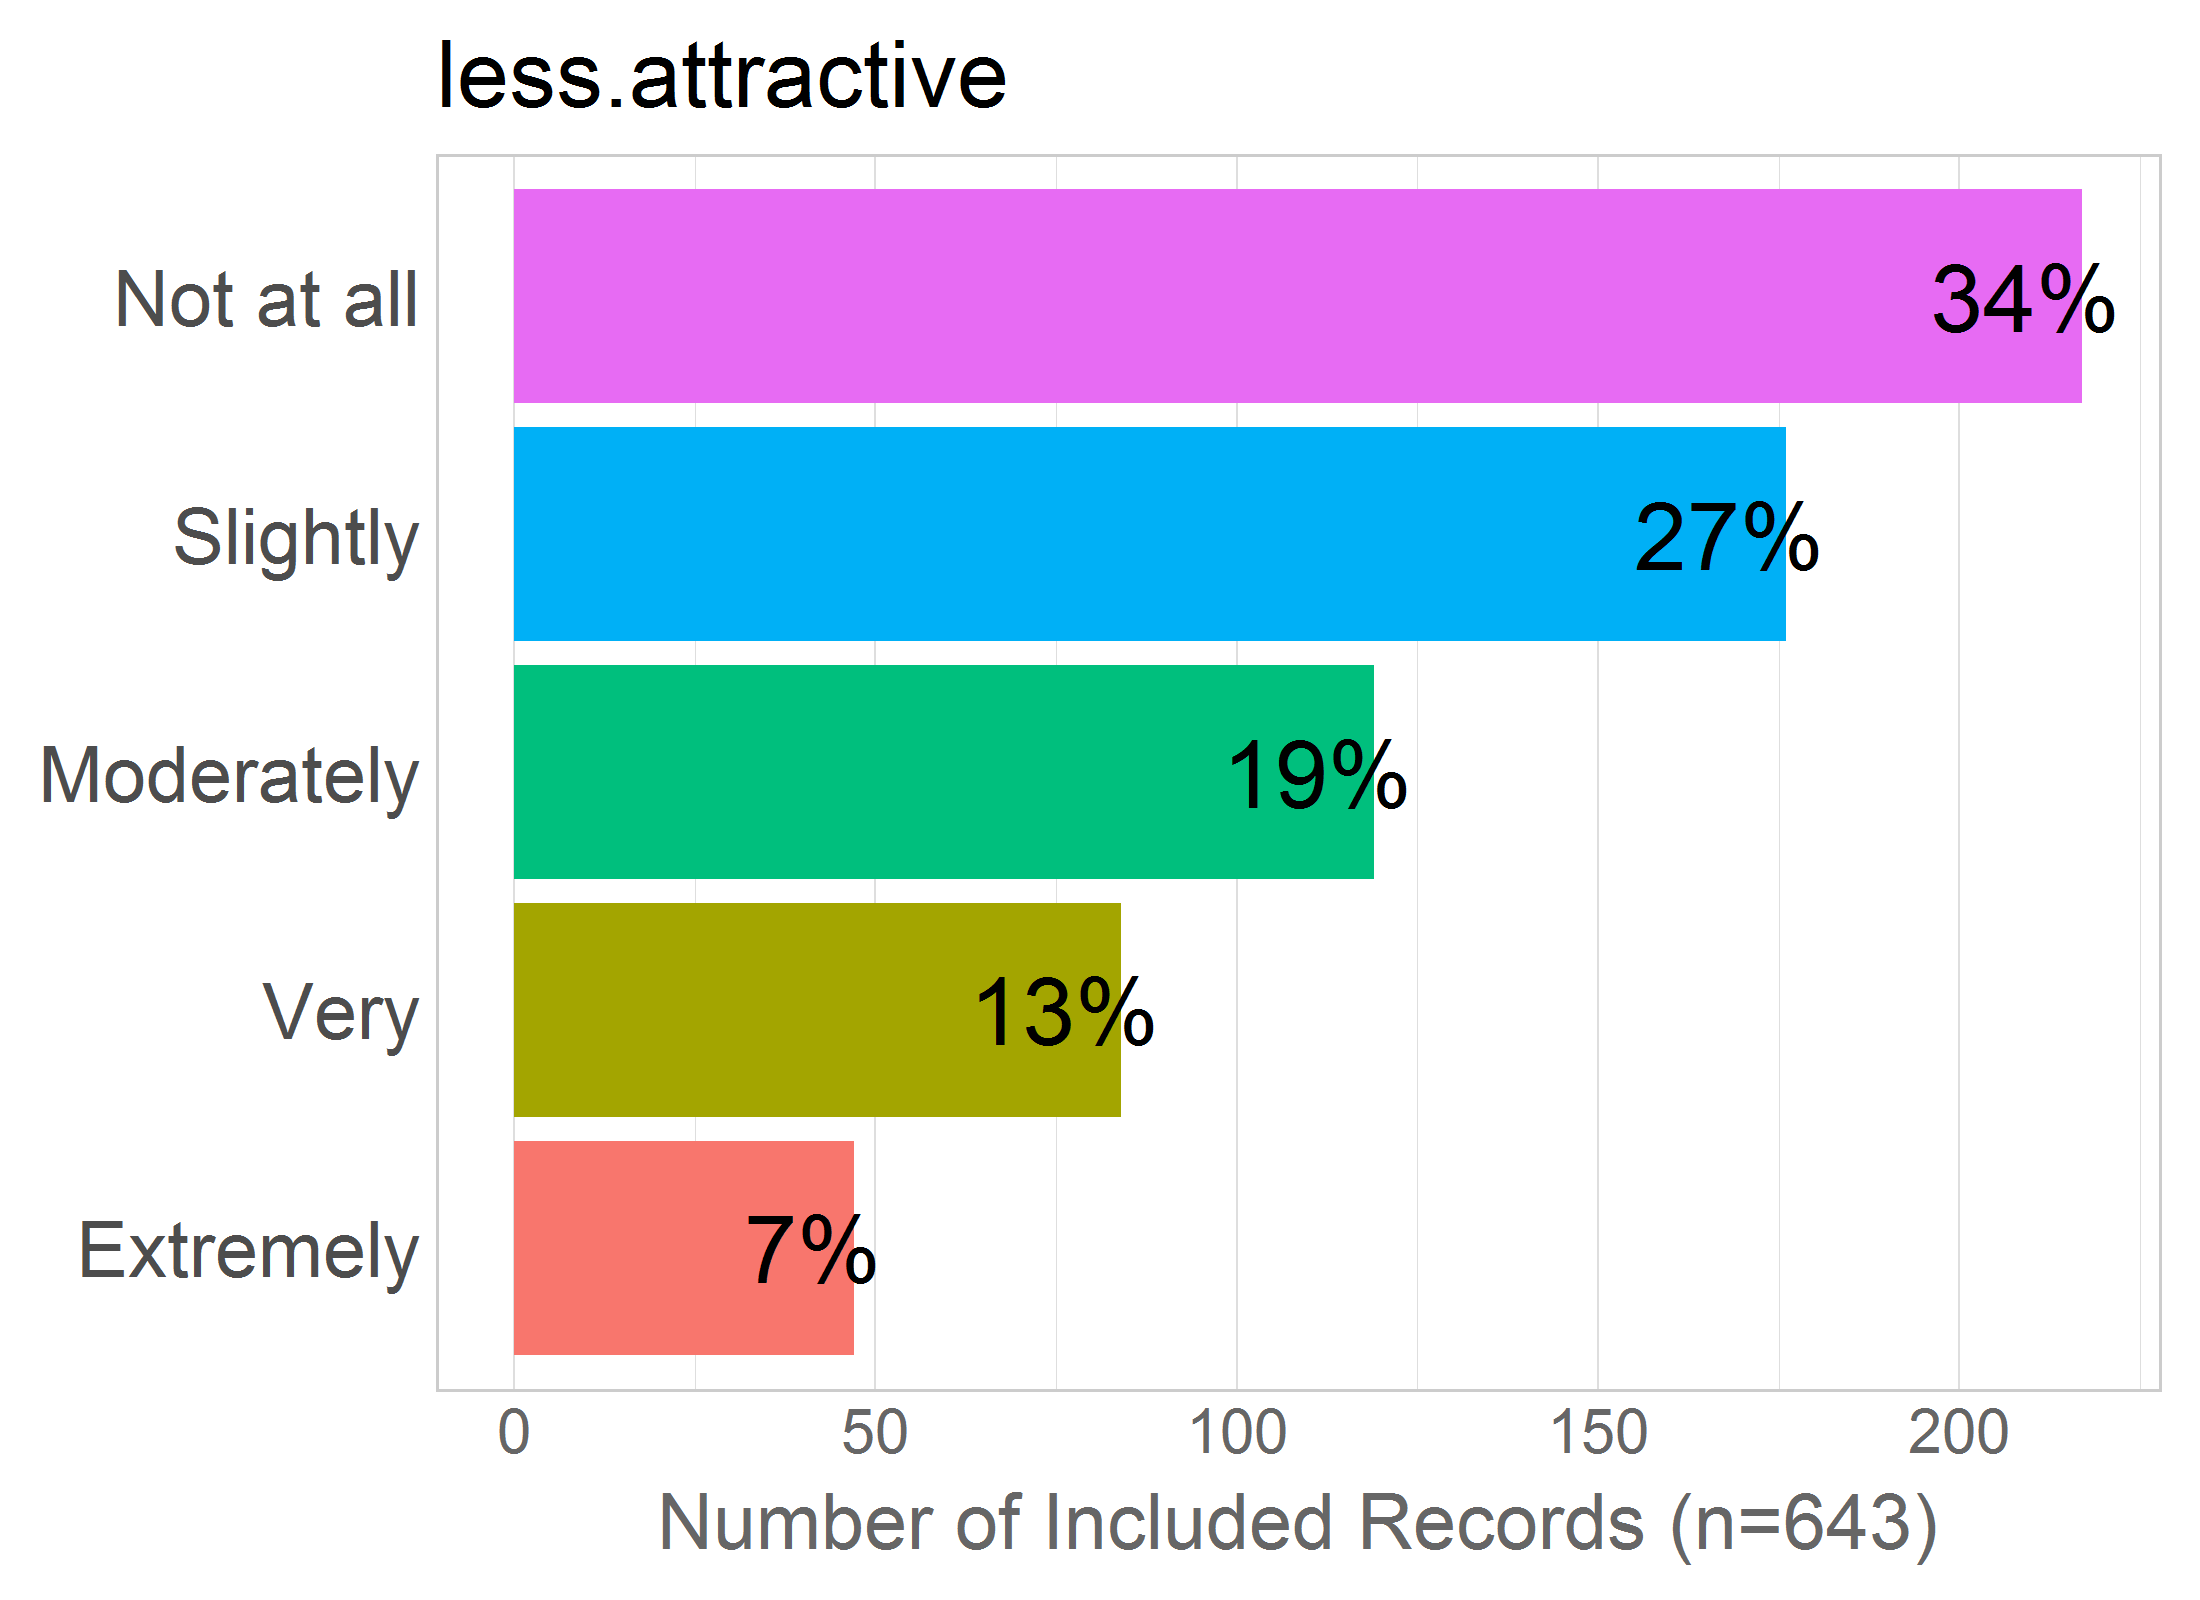 less.attractive
Not at all
34%
Slightly
27%
Moderately
19%
Very
13%
Extremely
7%
0 50 100 150 200
Number of Included Records (n=643)